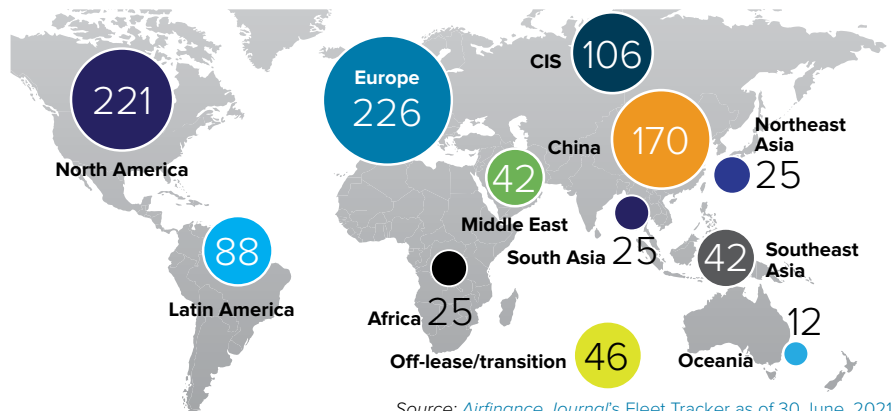 221
North America
Europe
226
CIS
106
China
170
Northeast
Asia
25
42
Middle East
South Asia
25
88
Latin America
Africa
25
42
Southeast
Asia
Off-lease/transition
46
Oceania
12
Source: Airfinance Journal's Fleet Tracker as of 30 June, 2021